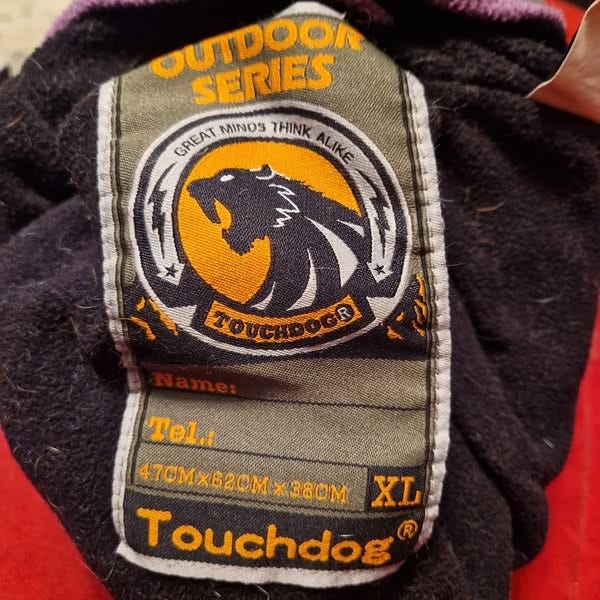 OUTDOOR
SERIES
GREAT MINDS THINK ALIKE
TOUCHDOG®
Name:
Tel.:
47CM×62CM×38CM XL
Touchdog®